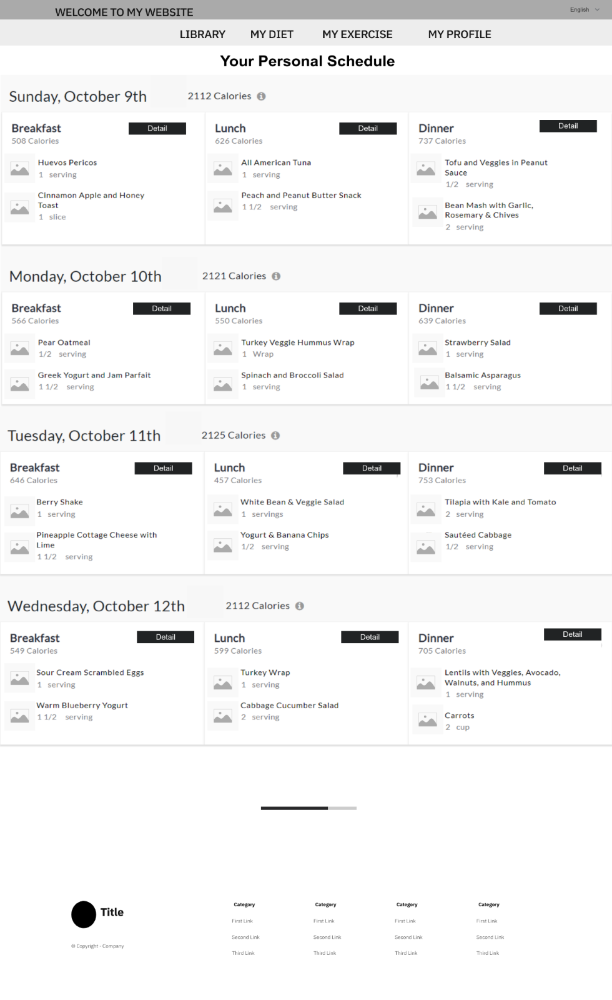 WELCOME TO MY WEBSITE
English
LIBRARY MY DIET MY EXERCISE MY PROFILE
Your Personal Schedule
Sunday, October 9th 2112 Calories
Breakfast Detail
508 Calories
Huevos Pericos
1 serving
Cinnamon Apple and Honey
Toast
1 slice
Lunch Detail
626 Calories
All American Tuna
1 serving
Peach and Peanut Butter Snack
1 1/2 serving
Dinner Detail
737 Calories
Tofu and Veggies in Peanut
Sauce
1/2 serving
Bean Mash with Garlic,
Rosemary & Chives
2 serving
Monday, October 10th 2121 Calories
Breakfast Detail
566 Calories
Pear Oatmeal
1/2 serving
Greek Yogurt and Jam Parfait
1 1/2 serving
Lunch Detail
550 Calories
Turkey Veggie Hummus Wrap
1 Wrap
Spinach and Broccoli Salad
1 serving
Dinner Detail
639 Calories
Strawberry Salad
1 serving
Balsamic Asparagus
1 1/2 serving
Tuesday, October 11th 2125 Calories
Breakfast Detail
646 Calories
Berry Shake
1 serving
Pineapple Cottage Cheese with
Lime
1 1/2 serving
Lunch Detail
457 Calories
White Bean & Veggie Salad
1 servings
Yogurt & Banana Chips
1/2 serving
Dinner Detail
753 Calories
Tilapia with Kale and Tomato
2 serving
Sautéed Cabbage
1/2 serving
Wednesday, October 12th 2112 Calories
Breakfast Detail
549 Calories
Sour Cream Scrambled Eggs
1 serving
Warm Blueberry Yogurt
1 1/2 serving
Lunch Detail
599 Calories
Turkey Wrap
1 serving
Cabbage Cucumber Salad
2 serving
Dinner Detail
705 Calories
Lentils with Veggies, Avocado,
Walnuts, and Hummus
1 serving
Carrots
2 cup
Title
© Copyright - Company
Category
First Link
Second Link
Third Link
Category
First Link
Second Link
Third Link
Category
First Link
Second Link
Third Link
Category
First Link
Second Link
Third Link